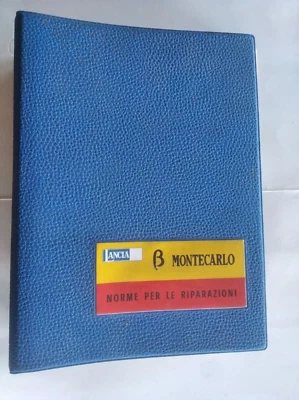 LANCIA β MONTECARLO
NORME PER LE RIPARAZIONI